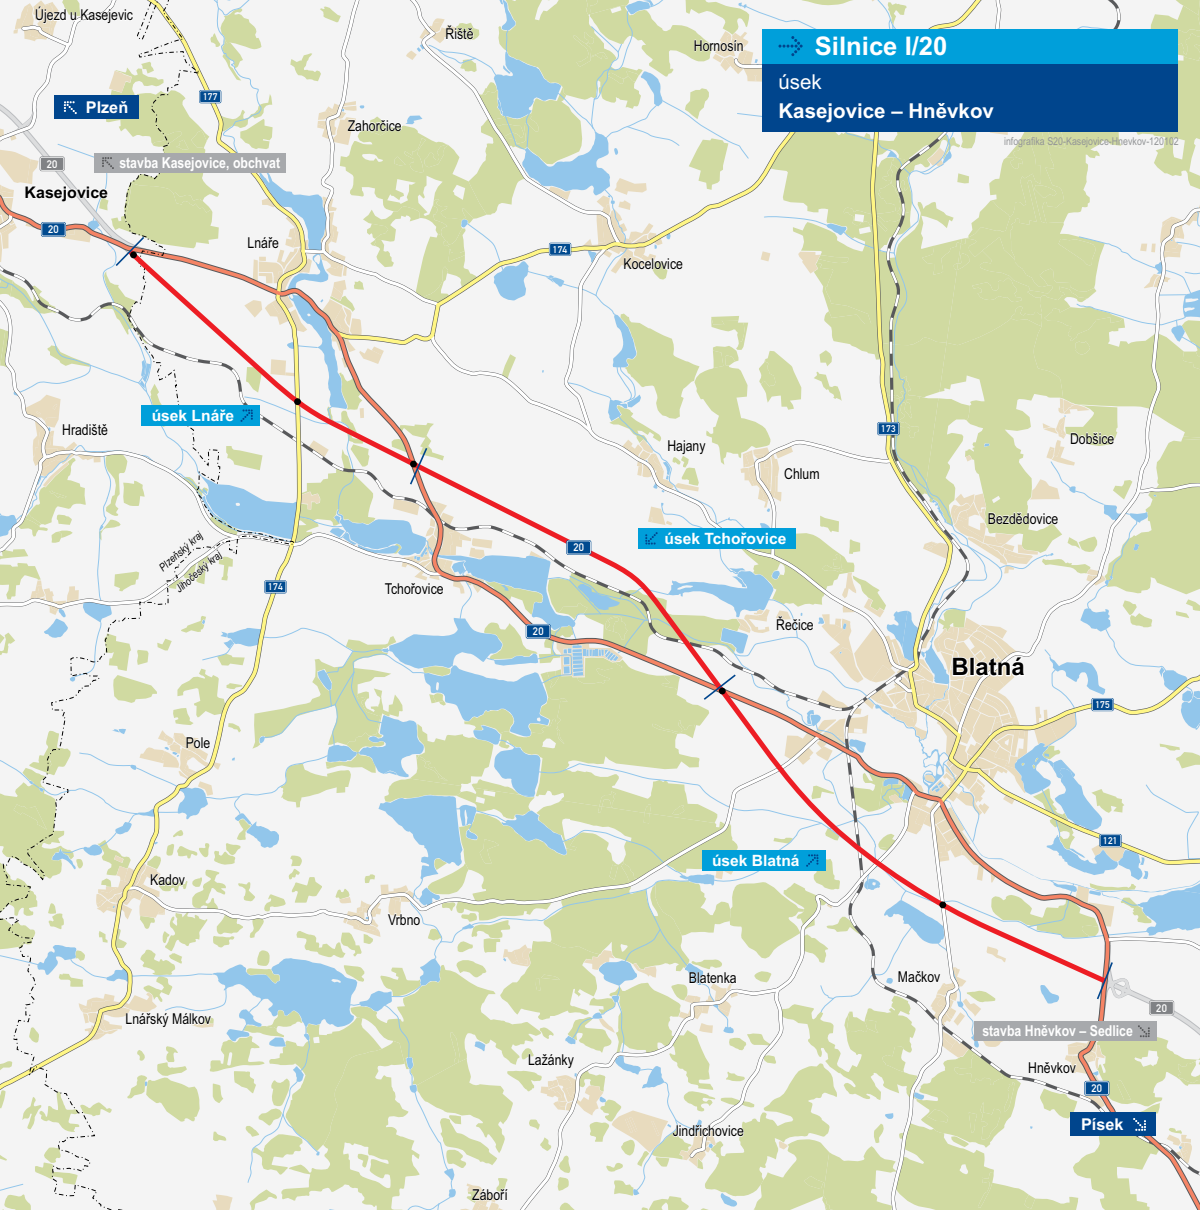 Újezd u Kasejovic
Řiště
Hornosín
Silnice I/20
úsek
Kasejovice – Hněvkov
infografika S20-Kasejovice-Hnevkov-120102
177
Plzeň
Zahorčice
20
stavba Kasejovice, obchvat
Kasejovice
20
Lnáře
174
Kocelovice
úsek Lnáře
Hradiště
173
Dobšice
Hajany
Chlum
Bezdědovice
Plzeňský kraj
Jihočeský kraj
20
úsek Tchořovice
174
Tchořovice
20
Řečice
Blatná
175
Pole
121
úsek Blatná
Kadov
Vrbno
Blatenka
Mačkov
20
Lnářský Málkov
stavba Hněvkov – Sedlice
Lažánky
Hněvkov
20
Písek
Jindřichovice
Záboří